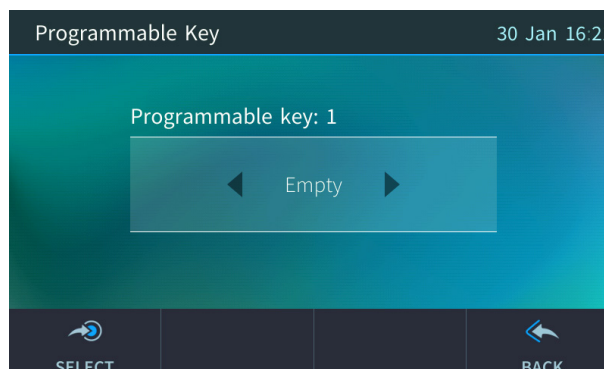 Programmable Key
30 Jan 16:2
Programmable key: 1
Empty
SELECT
BACK